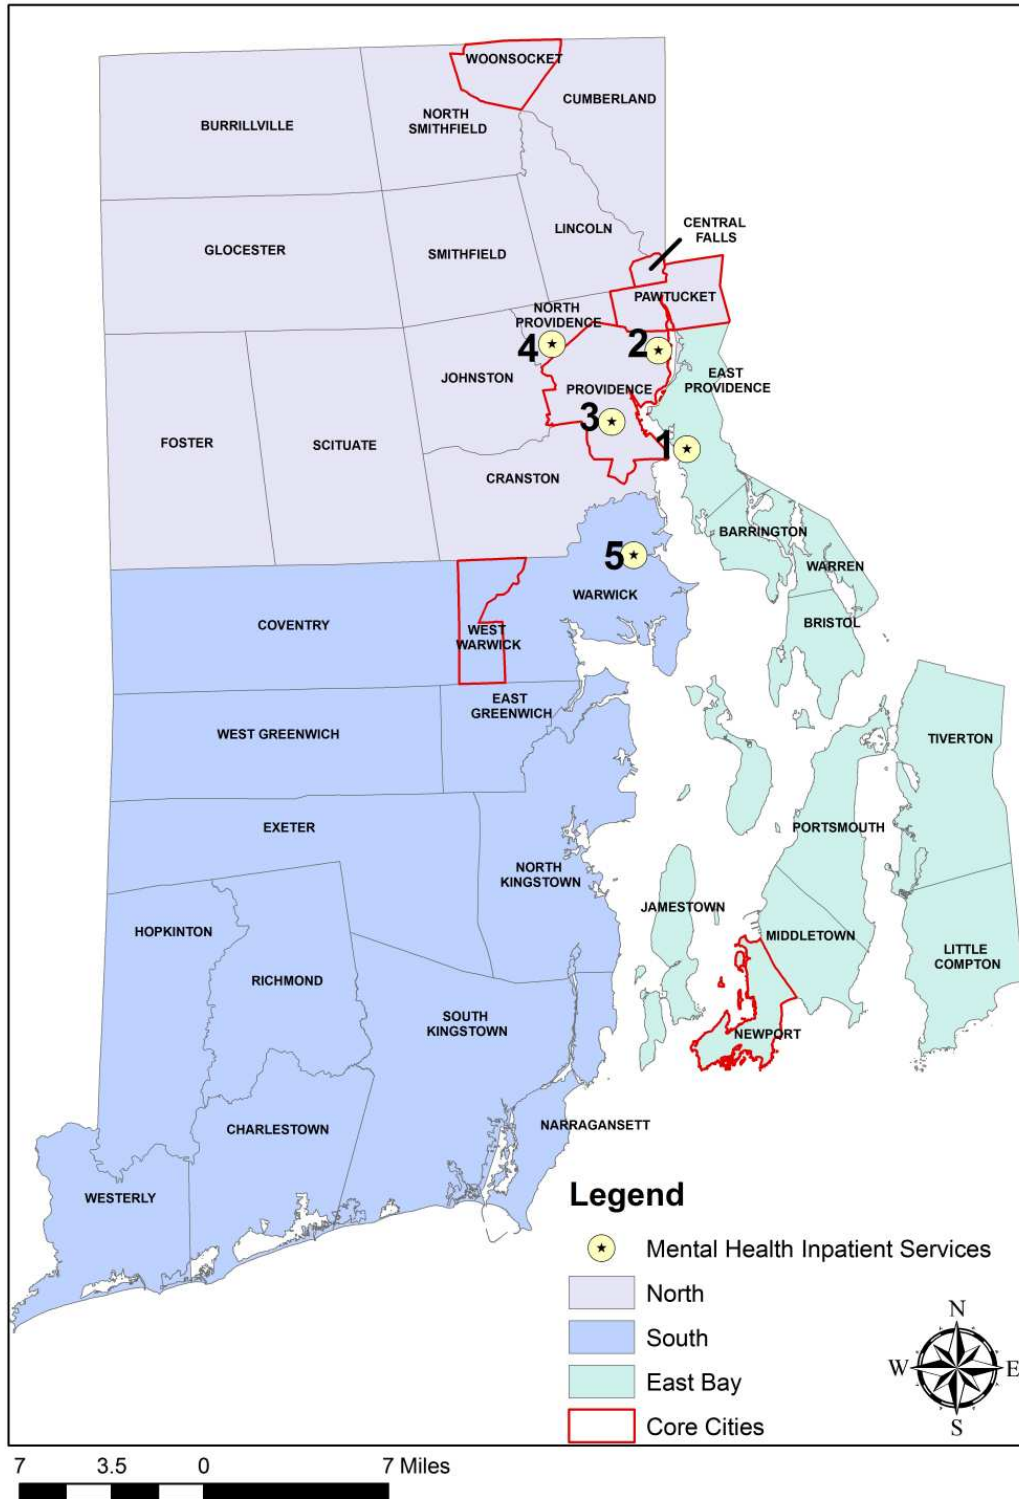 WOONSOCKET
CUMBERLAND
NORTH
SMITHFIELD
BURRILLVILLE
CENTRAL
FALLS
LINCOLN
GLOCESTER
SMITHFIELD
PAWTUCKET
NORTH
PROVIDENCE
4
2
EAST
PROVIDENCE
JOHNSTON
PROVIDENCE
3
1
FOSTER
SCITUATE
CRANSTON
BARRINGTON
5
WARREN
WARWICK
BRISTOL
COVENTRY
WEST
WARWICK
EAST
GREENWICH
WEST GREENWICH
TIVERTON
EXETER
PORTSMOUTH
NORTH
KINGSTOWN
JAMESTOWN
HOPKINTON
MIDDLETOWN
LITTLE
COMPTON
RICHMOND
SOUTH
KINGSTOWN
NEWPORT
CHARLESTOWN
NARRAGANSETT
WESTERLY
Legend
Mental Health Inpatient Services
North
South
East Bay
Core Cities
N
W
E
S
7 3.5 0 7 Miles